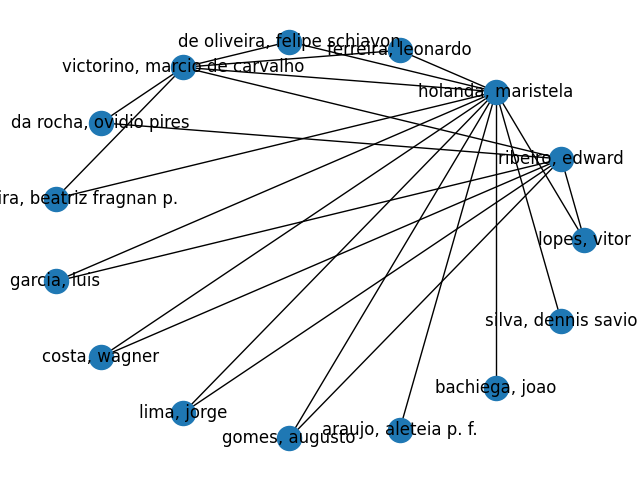 de oliveira, felipe schiavon
ferreira, leonardo
victorino, marcio de carvalho
holanda, maristela
da rocha, ovidio pires
ribeiro, edward
ira, beatriz fragnan p.
lopes, vitor
garcia, luis
silva, dennis savio
costa, wagner
bachiega, joao
lima, jorge
araujo, aleteia p. f.
gomes, augusto